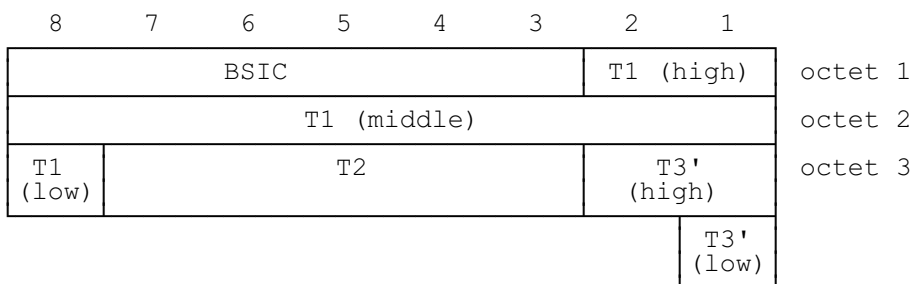 8 7 6 5 4 3 2 1
BSIC T1 (high) octet 1
T1 (middle) octet 2
T1 T2 T3' octet 3
(low) (high)
T3'
(low)